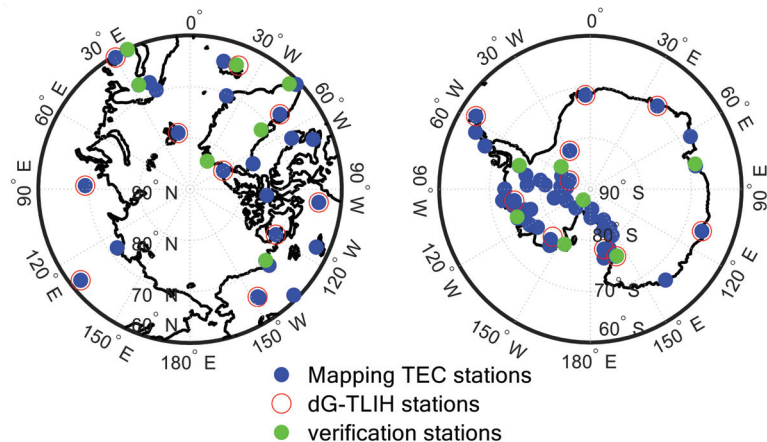 0°
30° E
30° W
60° E
60° W
90° E
90° N
90° W
80° N
120° E
70° N
120° W
60° N
150° E
150° W
180° E
0°
30° W
30° E
60° W
60° E
90° W
90° S
90° E
80° S
120° W
70° S
120° E
60° S
150° W
150° E
180° E
Mapping TEC stations
dG-TLIH stations
verification stations